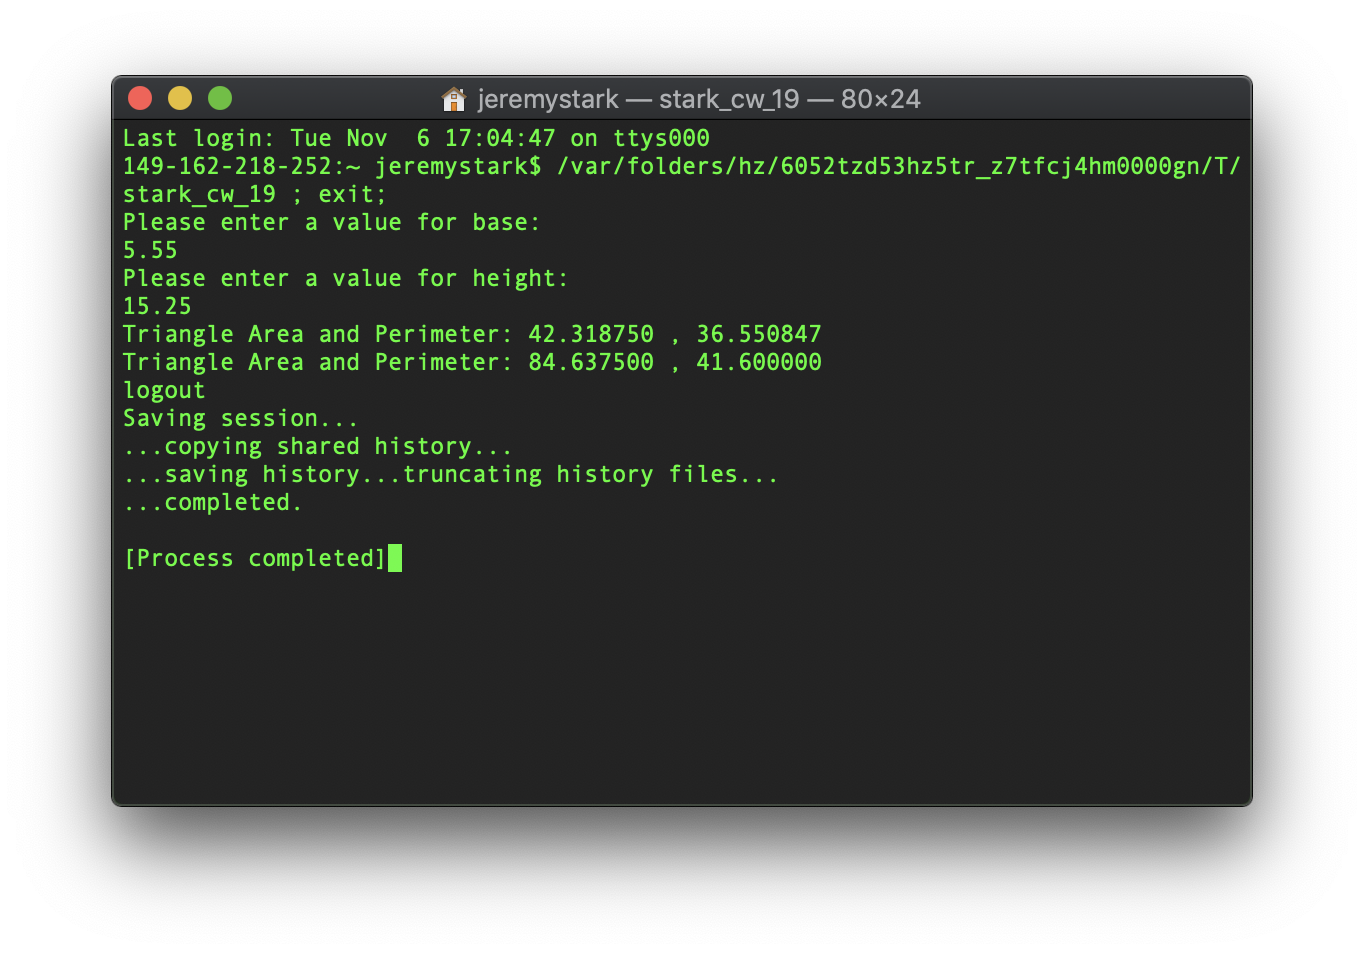 jeremystark — stark_cw_19 — 80×24
Last login: Tue Nov  6 17:04:47 on ttys000
149-162-218-252:~ jeremystark$ /var/folders/hz/6052tzd53hz5tr_z7tfcj4hm0000gn/T/
stark_cw_19 ; exit;
Please enter a value for base:
5.55
Please enter a value for height:
15.25
Triangle Area and Perimeter: 42.318750 , 36.550847
Triangle Area and Perimeter: 84.637500 , 41.600000
logout
Saving session...
...copying shared history...
...saving history...truncating history files...
...completed.
[Process completed]